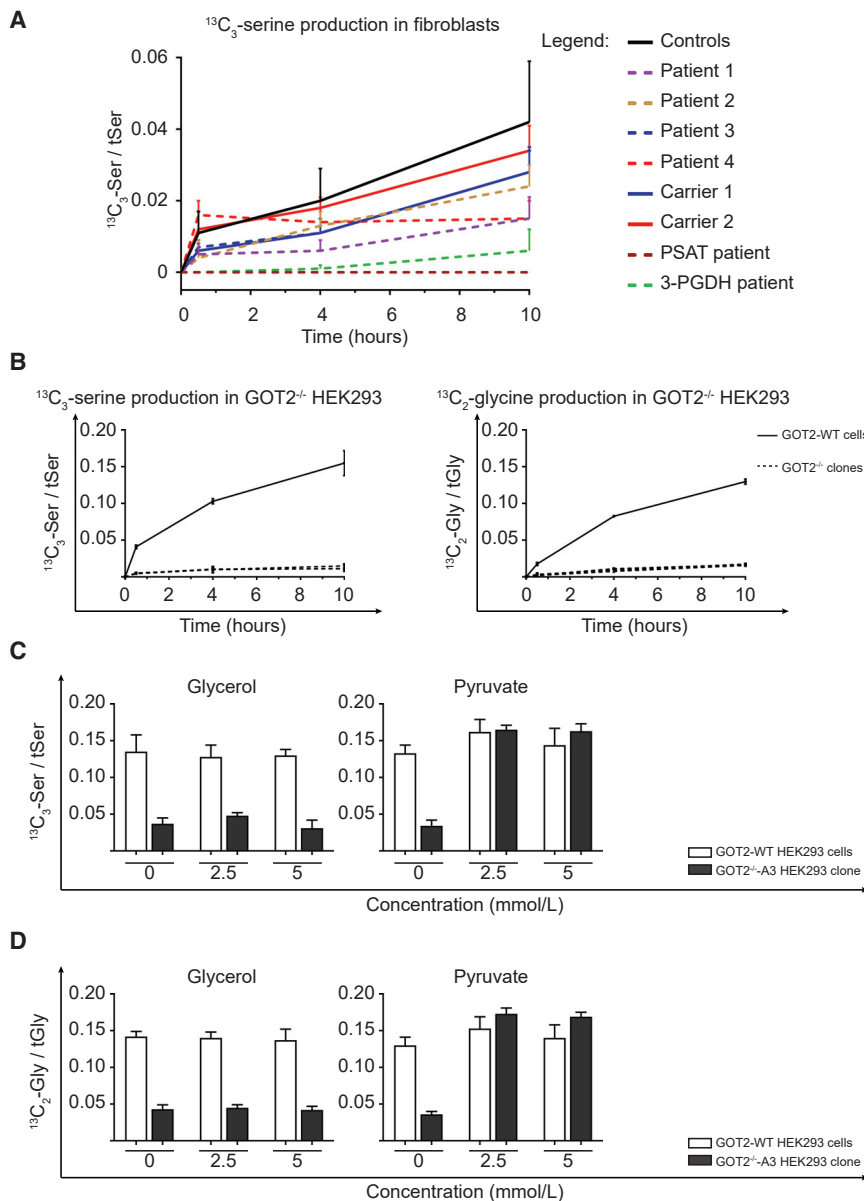 A
¹³C₃-serine production in fibroblasts
Legend:
Controls
Patient 1
Patient 2
Patient 3
Patient 4
Carrier 1
Carrier 2
PSAT patient
3-PGDH patient
¹³C₃-Ser / tSer
0.06
0.04
0.02
0
0 2 4 6 8 10
Time (hours)
B
¹³C₃-serine production in GOT2⁻/⁻ HEK293
¹³C₃-Ser / tSer
0.20
0.15
0.10
0.05
0 2 4 6 8 10
Time (hours)
¹³C₂-glycine production in GOT2⁻/⁻ HEK293
¹³C₂-Gly / tGly
0.20
0.15
0.10
0.05
0 2 4 6 8 10
Time (hours)
GOT2-WT cells
GOT2⁻/⁻ clones
C
¹³C₃-Ser / tSer
Glycerol
0.20
0.15
0.10
0.05
0 2.5 5
Pyruvate
0.20
0.15
0.10
0.05
0 2.5 5
GOT2-WT HEK293 cells
GOT2⁻/⁻-A3 HEK293 clone
Concentration (mmol/L)
D
¹³C₂-Gly / tGly
Glycerol
0.20
0.15
0.10
0.05
0 2.5 5
Pyruvate
0.20
0.15
0.10
0.05
0 2.5 5
GOT2-WT HEK293 cells
GOT2⁻/⁻-A3 HEK293 clone
Concentration (mmol/L)